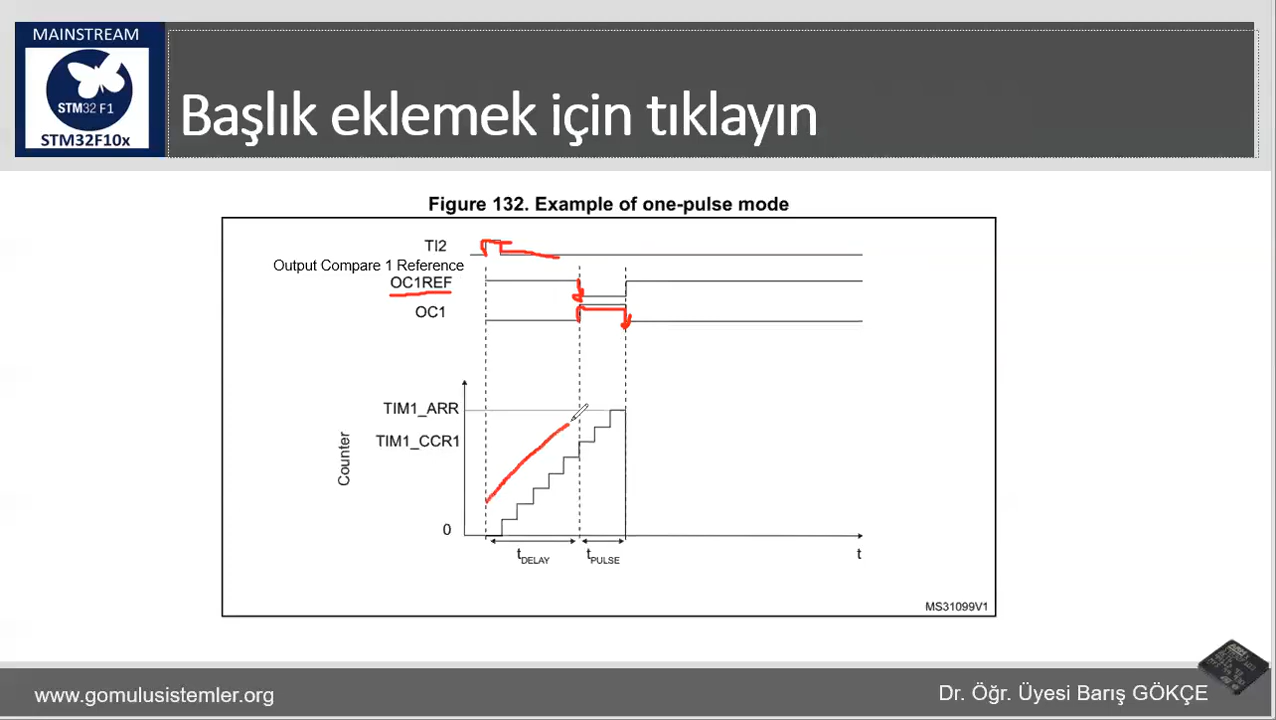 MAINSTREAM
STM32 F1
STM32F10x
Başlık eklemek için tıklayın
Figure 132. Example of one-pulse mode
TI2
Output Compare 1 Reference
OC1REF
OC1
TIM1_ARR
TIM1_CCR1
Counter
0
tDELAY
tPULSE
t
MS31099V1
www.gomulusistemler.org
Dr. Öğr. Üyesi Barış GÖKÇE